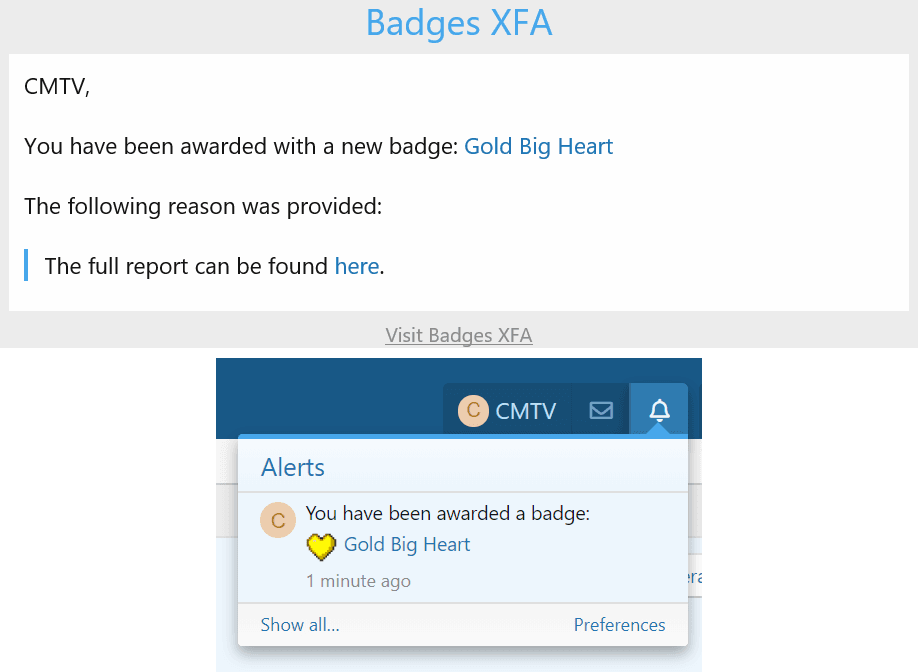 Badges XFA
CMTV,
You have been awarded with a new badge: Gold Big Heart
The following reason was provided:
The full report can be found here.
Visit Badges XFA
C CMTV
Alerts
C
You have been awarded a badge:
Gold Big Heart
1 minute ago
Show all...
Preferences